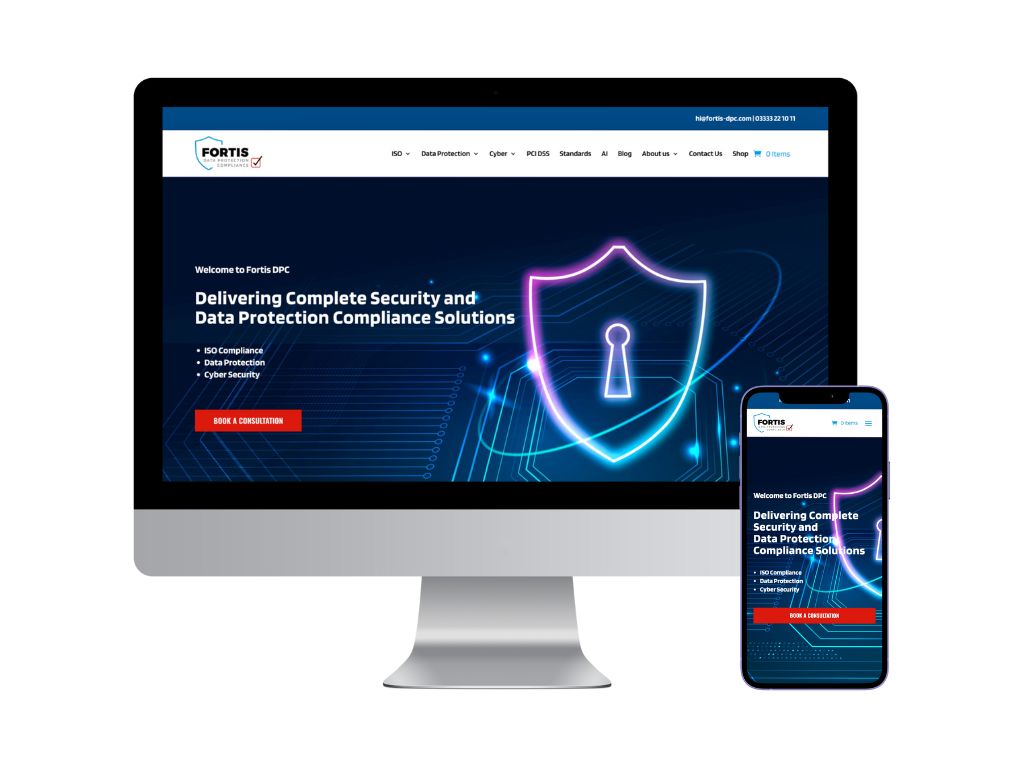 hi@fortis-dpc.com | 03333 22 10 11
FORTIS
DATA PROTECTION
COMPLIANCE
ISO Data Protection Cyber PCI DSS Standards AI Blog About us Contact Us Shop 0 Items
Welcome to Fortis DPC
Delivering Complete Security and
Data Protection Compliance Solutions
• ISO Compliance
• Data Protection
• Cyber Security
BOOK A CONSULTATION
FORTIS
DATA PROTECTION
COMPLIANCE
0 Items
Welcome to Fortis DPC
Delivering Complete
Security and
Data Protection
Compliance Solutions
• ISO Compliance
• Data Protection
• Cyber Security
BOOK A CONSULTATION